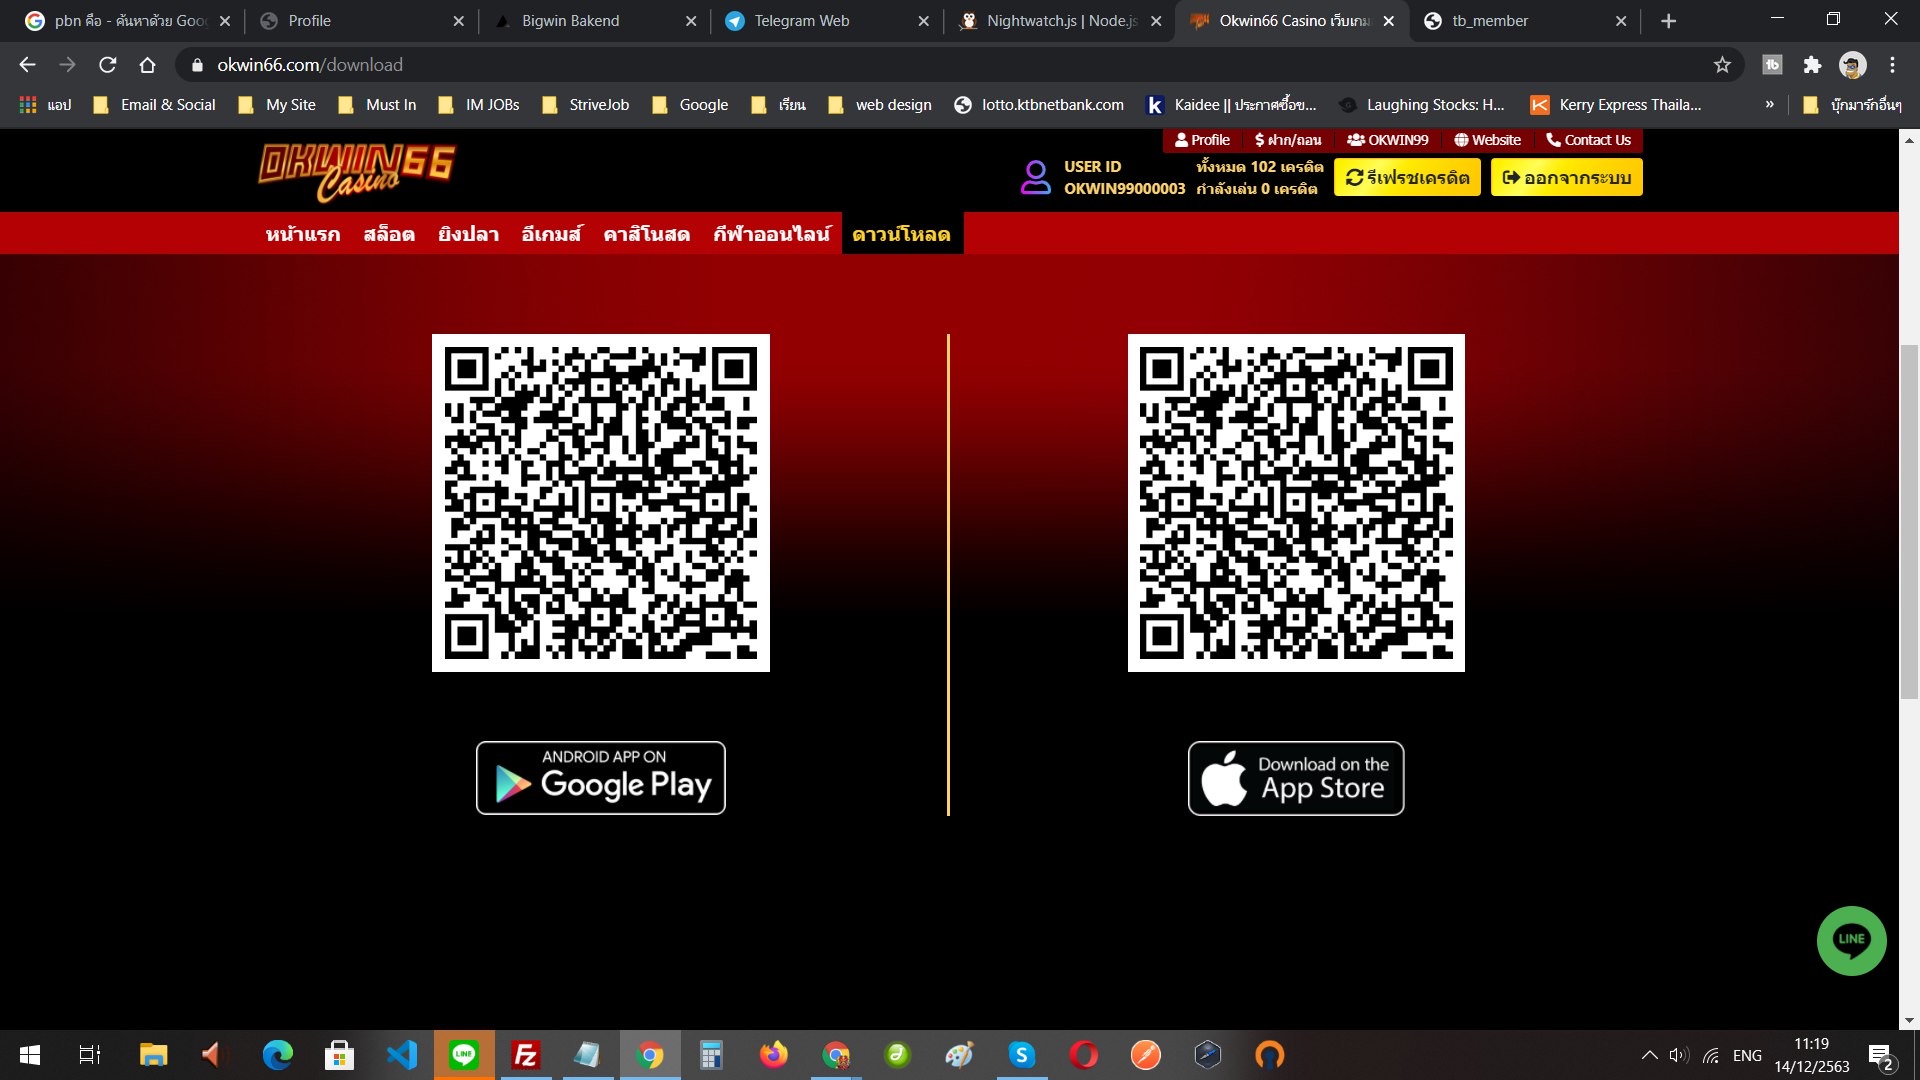 pbn คือ - ค้นหาด้วย Goo
Profile
Bigwin Bakend
Telegram Web
Nightwatch.js | Node.js
Okwin66 Casino เว็บเกม
tb_member
okwin66.com/download
แอป
Email & Social
My Site
Must In
IM JOBs
StriveJob
Google
เรียน
web design
lotto.ktbnetbank.com
Kaidee || ประกาศซื้อข...
Laughing Stocks: H...
Kerry Express Thaila...
»
บุ๊กมาร์กอื่นๆ
Profile
$ ฝาก/ถอน
OKWIN99
Website
Contact Us
OKWIN66
Casino
USER ID
OKWIN99000003
ทั้งหมด 102 เครดิต
กำลังเล่น 0 เครดิต
รีเฟรชเครดิต
ออกจากระบบ
หน้าแรก
สล็อต
ยิงปลา
อีเกมส์
คาสิโนสด
กีฬาออนไลน์
ดาวน์โหลด
ANDROID APP ON
Google Play
Download on the
App Store
LINE
ENG
11:19
14/12/2563
2